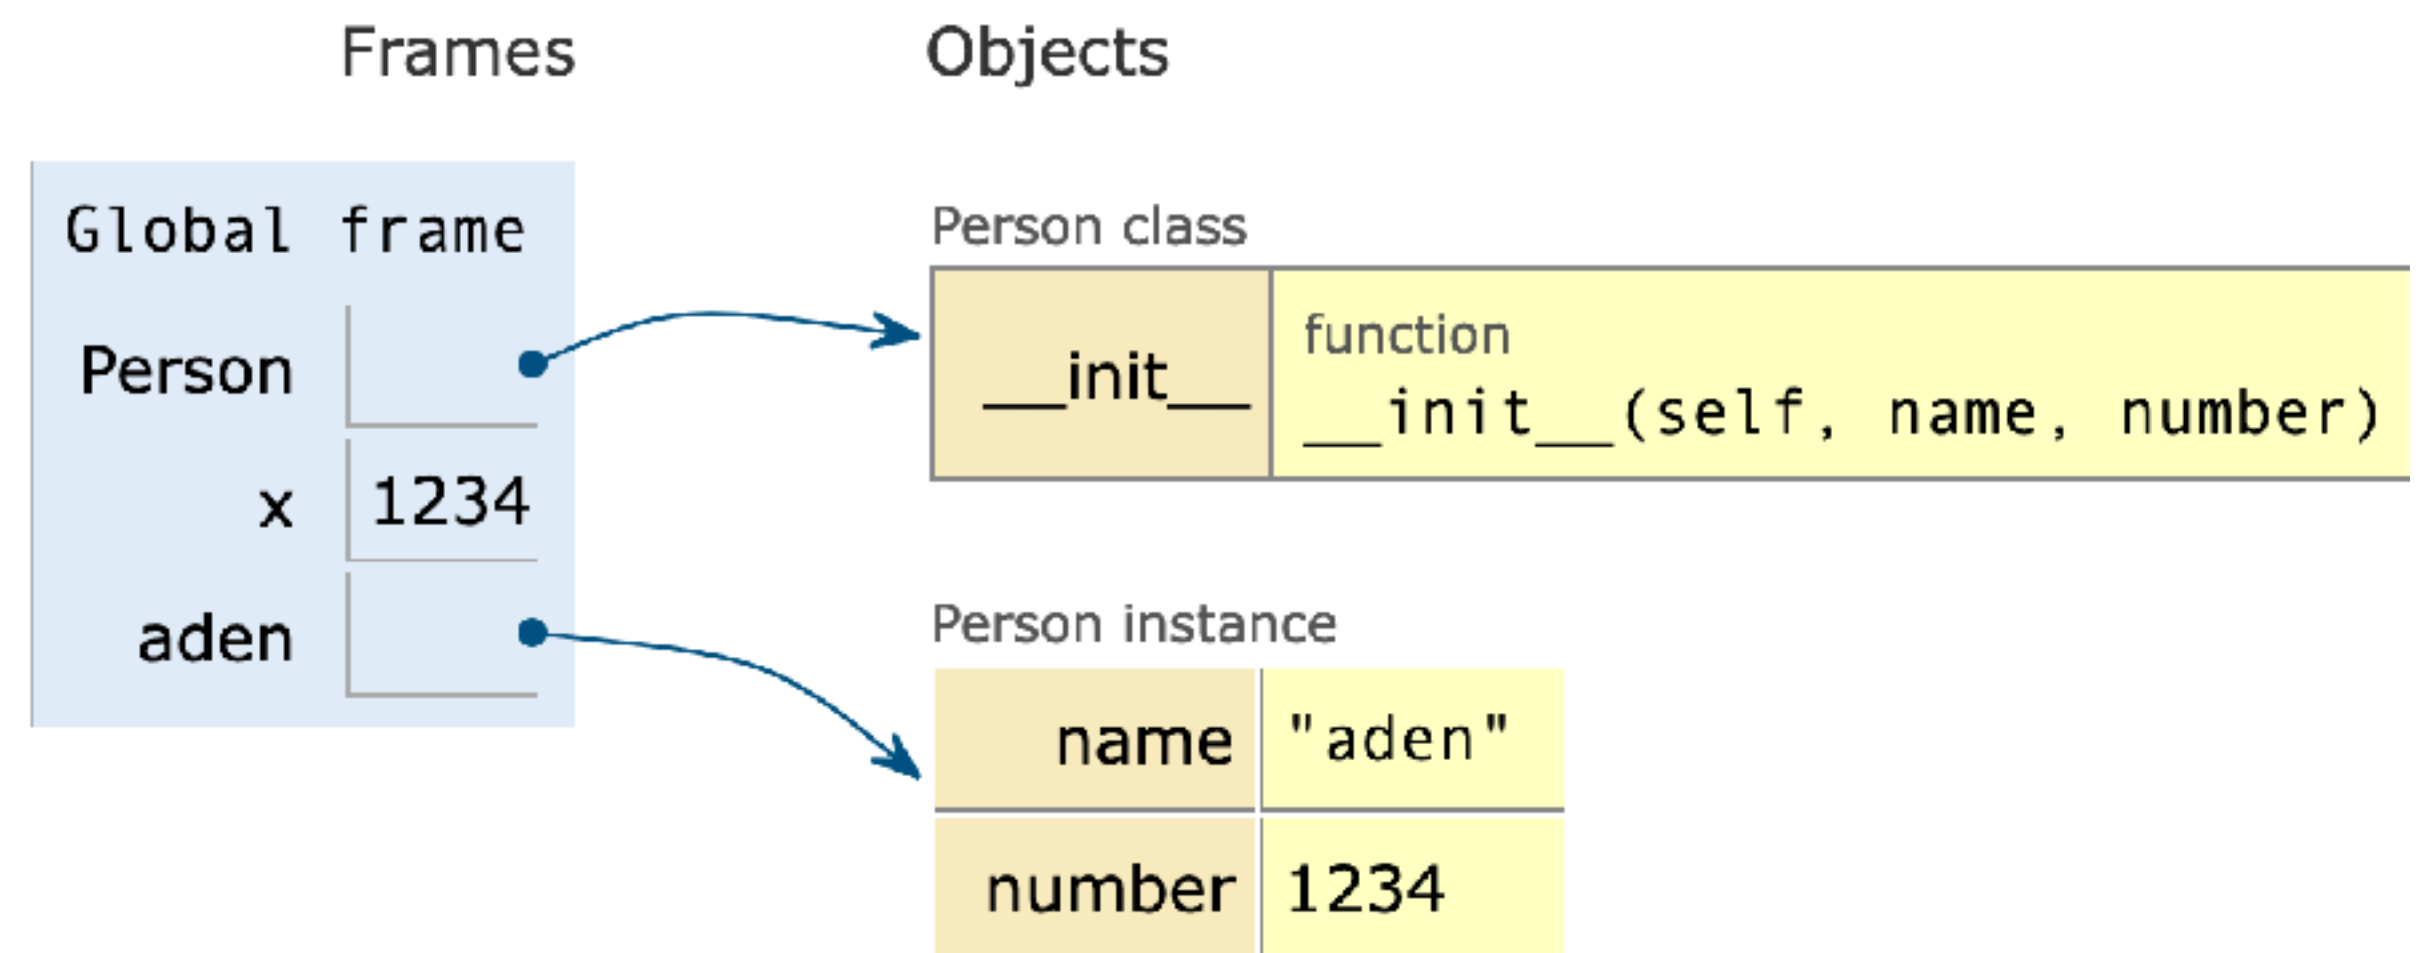 Frames
Objects
Global frame
Person
x 1234
aden
Person class
__init__
function
__init__(self, name, number)
Person instance
name "aden"
number 1234